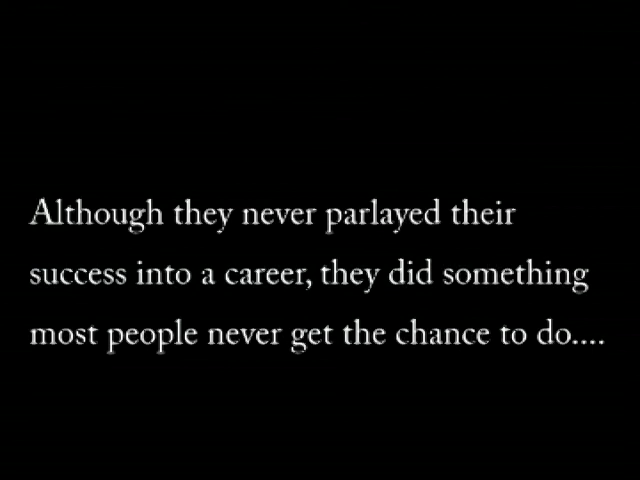 Although they never parlayed their
success into a career, they did something
most people never get the chance to do....